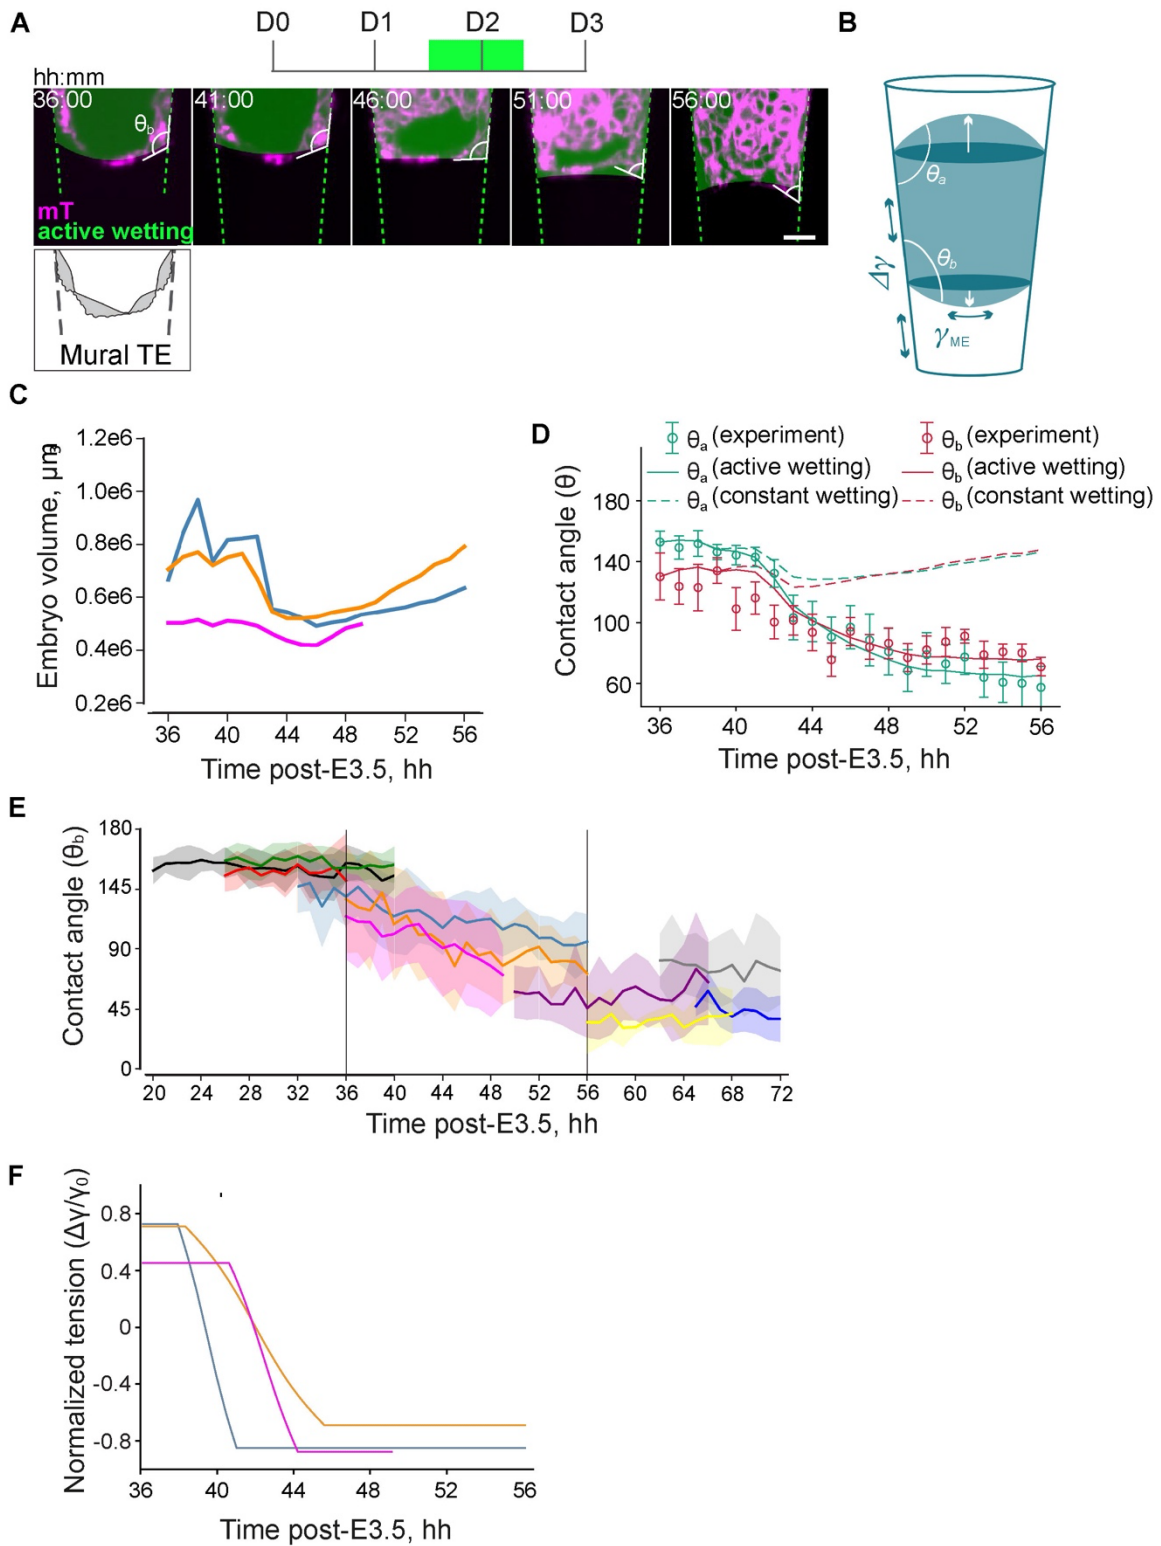 A
D0 D1 D2 D3
B
hh:mm
36:00 41:00 46:00 51:00 56:00
θb
mT
active wetting
Mural TE
θa
θb
Δγ
γME
C
Embryo volume, µm3
1.2e6
1.0e6
0.8e6
0.6e6
0.4e6
0.2e6
36 40 44 48 52 56
Time post-E3.5, hh
D
θa (experiment) θb (experiment)
θa (active wetting) θb (active wetting)
θa (constant wetting) θb (constant wetting)
Contact angle (θ)
180
140
100
60
36 40 44 48 52 56
Time post-E3.5, hh
E
Contact angle (θb)
180
145
90
45
0
20 24 28 32 36 40 44 48 52 56 60 64 68 72
Time post-E3.5, hh
F
Normalized tension (Δγ/γ0)
0.8
0.4
0
-0.4
-0.8
36 40 44 48 52 56
Time post-E3.5, hh